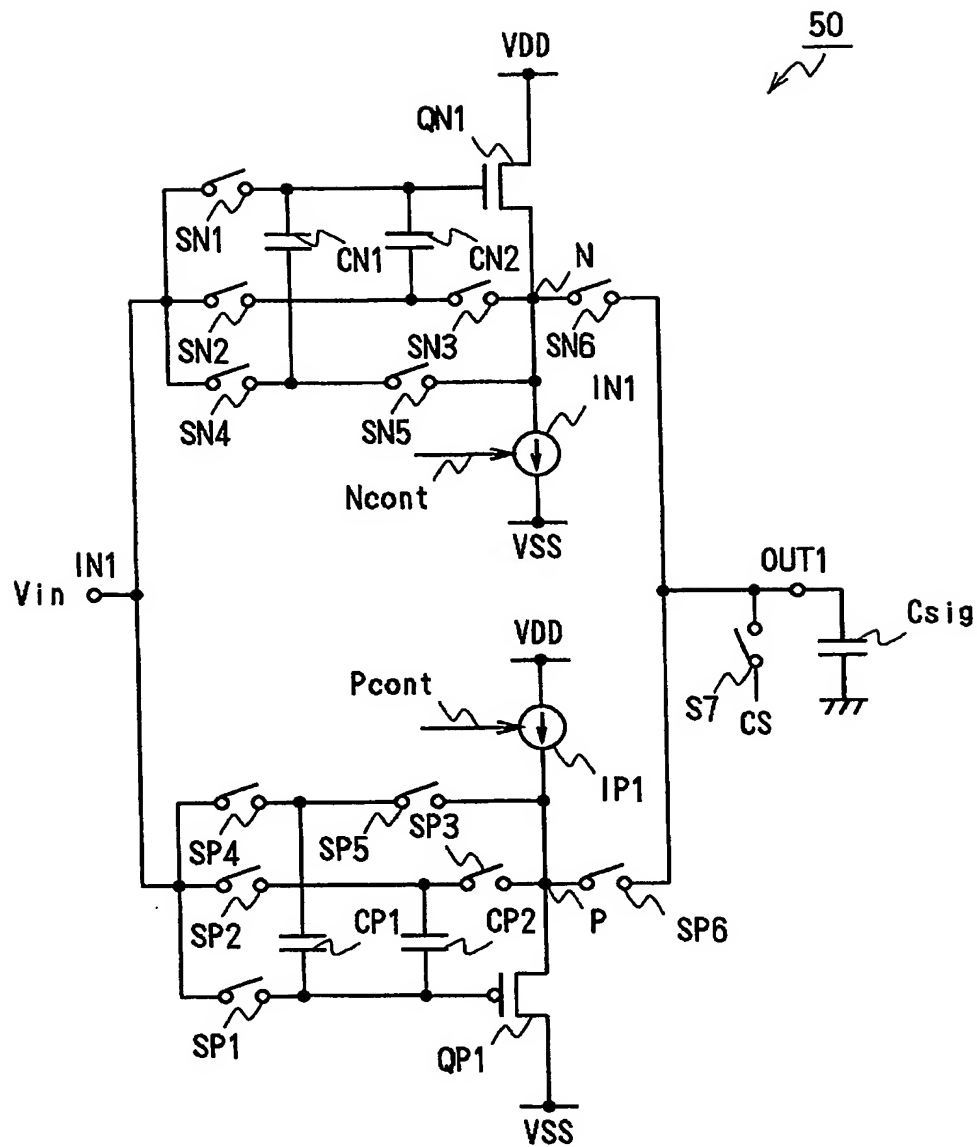 50
VDD
QN1
SN1
CN1
CN2
N
SN2
SN3
SN6
SN4
SN5
IN1
Ncont
VSS
IN1
Vin
OUT1
Csig
VDD
Pcont
S7
CS
IP1
SP4
SP5
SP3
SP2
CP1
CP2
P
SP6
SP1
QP1
VSS